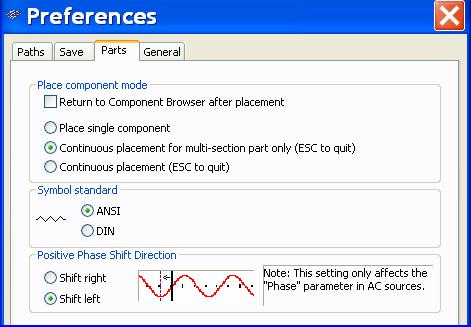 Preferences
Paths Save Parts General
Place component mode
Return to Component Browser after placement
Place single component
Continuous placement for multi-section part only (ESC to quit)
Continuous placement (ESC to quit)
Symbol standard
ANSI
DIN
Positive Phase Shift Direction
Shift right
Shift left
Note: This setting only affects the
"Phase" parameter in AC sources.